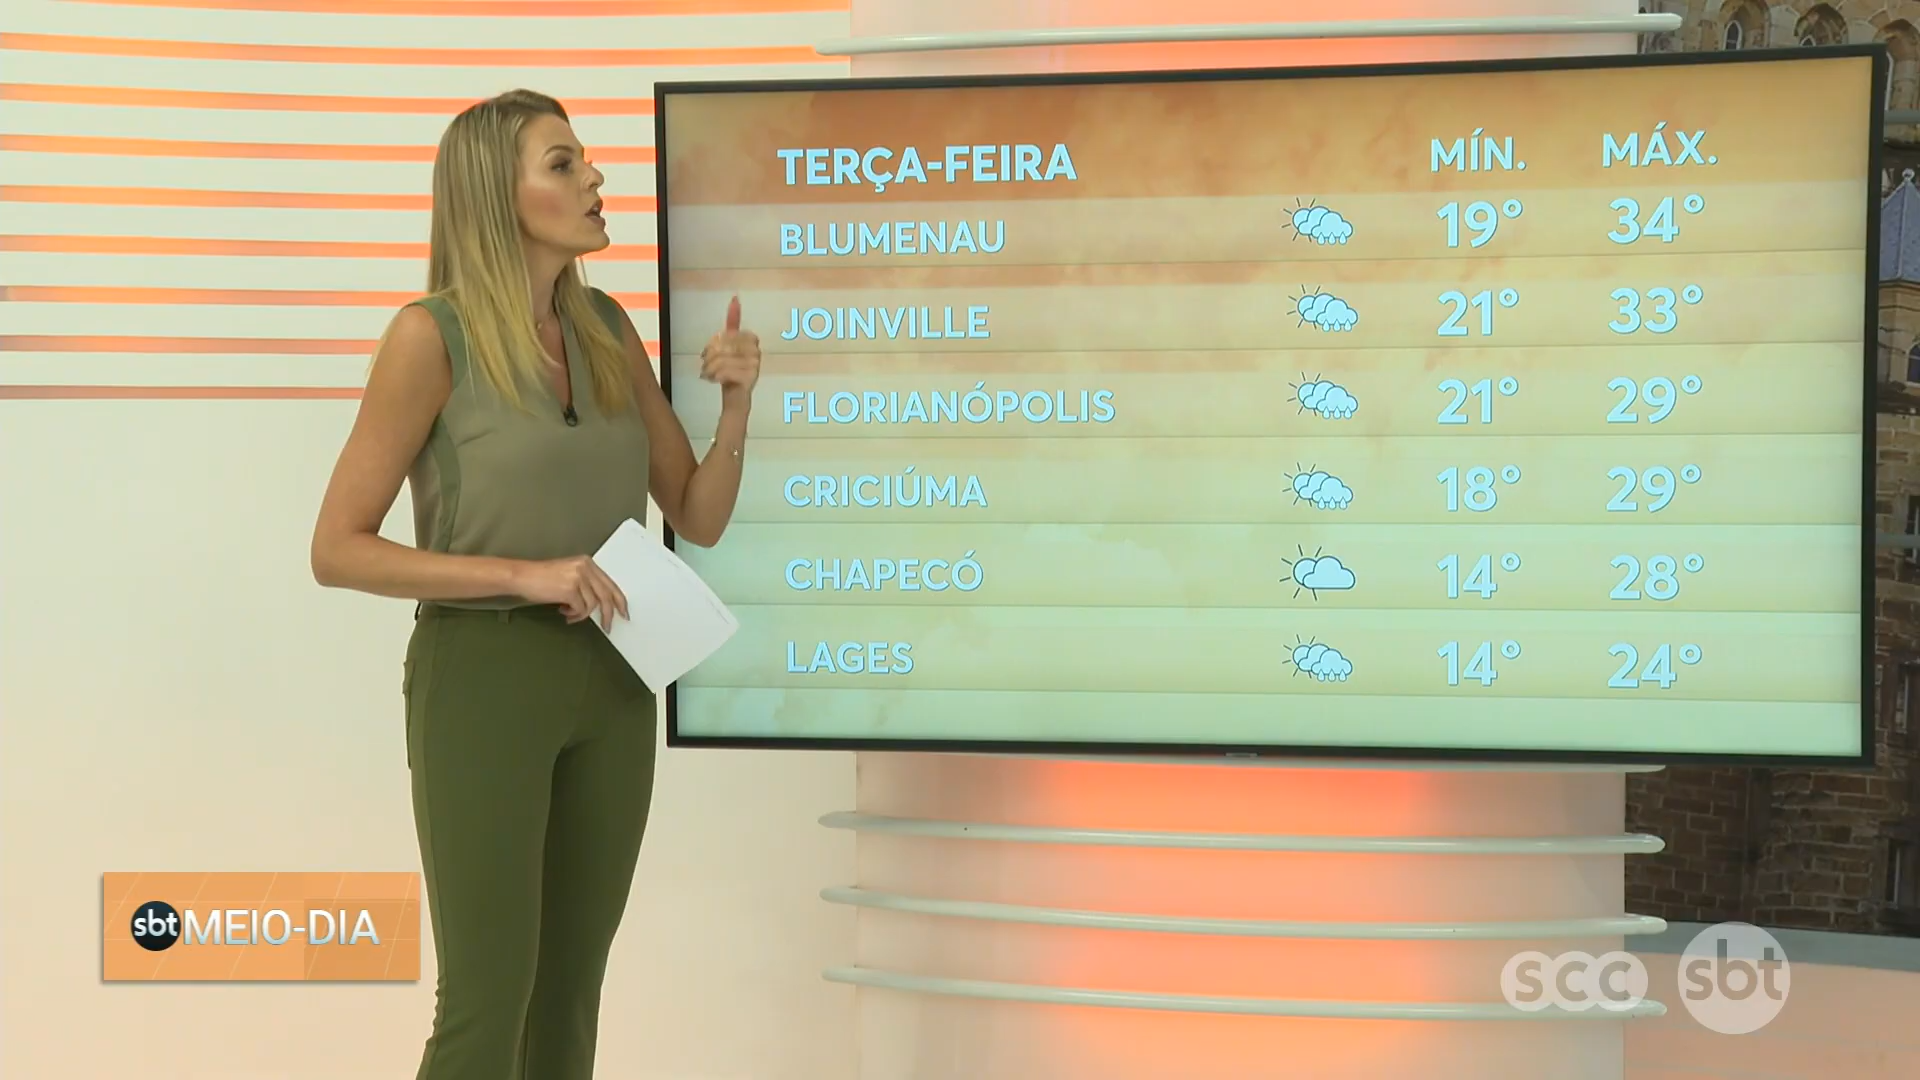 TERÇA-FEIRA MÍN. MÁX.
BLUMENAU 19° 34°
JOINVILLE 21° 33°
FLORIANÓPOLIS 21° 29°
CRICIÚMA 18° 29°
CHAPECÓ 14° 28°
LAGES 14° 24°
sbt MEIO-DIA
scc sbt